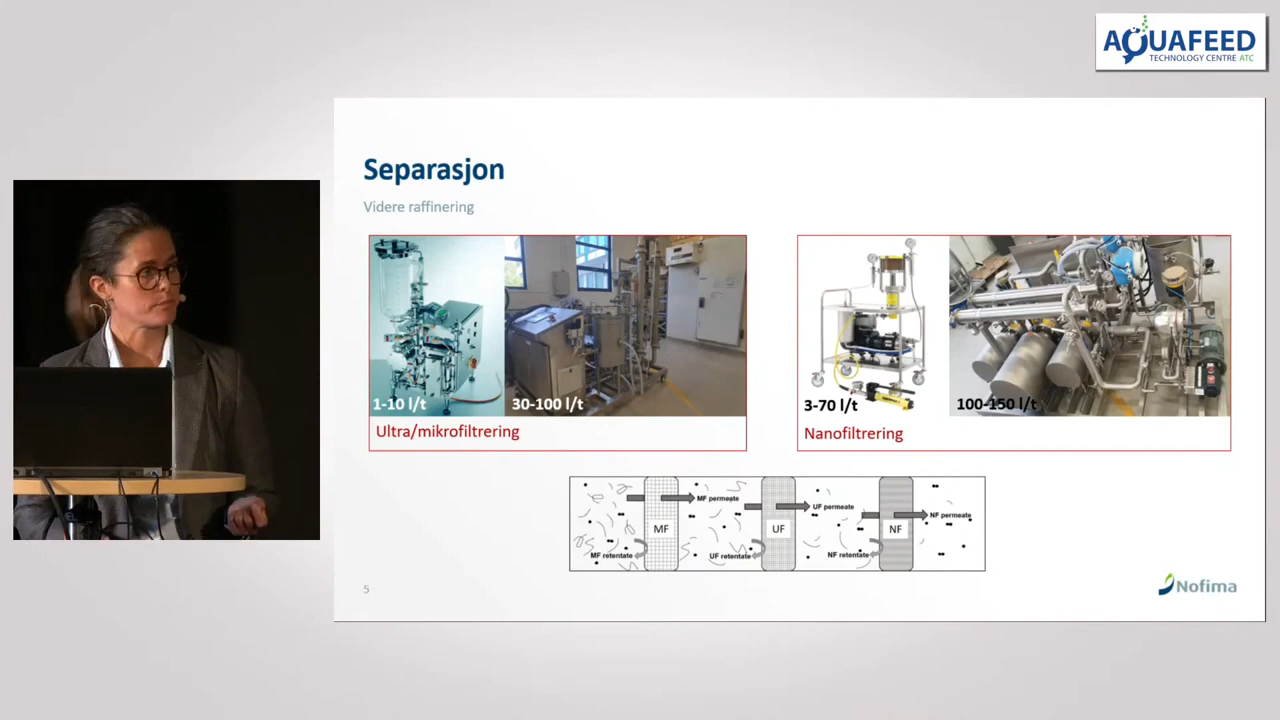 AQUAFEED
TECHNOLOGY CENTRE ATC
Separasjon
Videre raffinering
1-10 l/t
30-100 l/t
Ultra/mikrofiltrering
3-70 l/t
100-150 l/t
Nanofiltrering
MF permeate
MF
MF retentate
UF permeate
UF
UF retentate
NF permeate
NF
NF retentate
5
Nofima